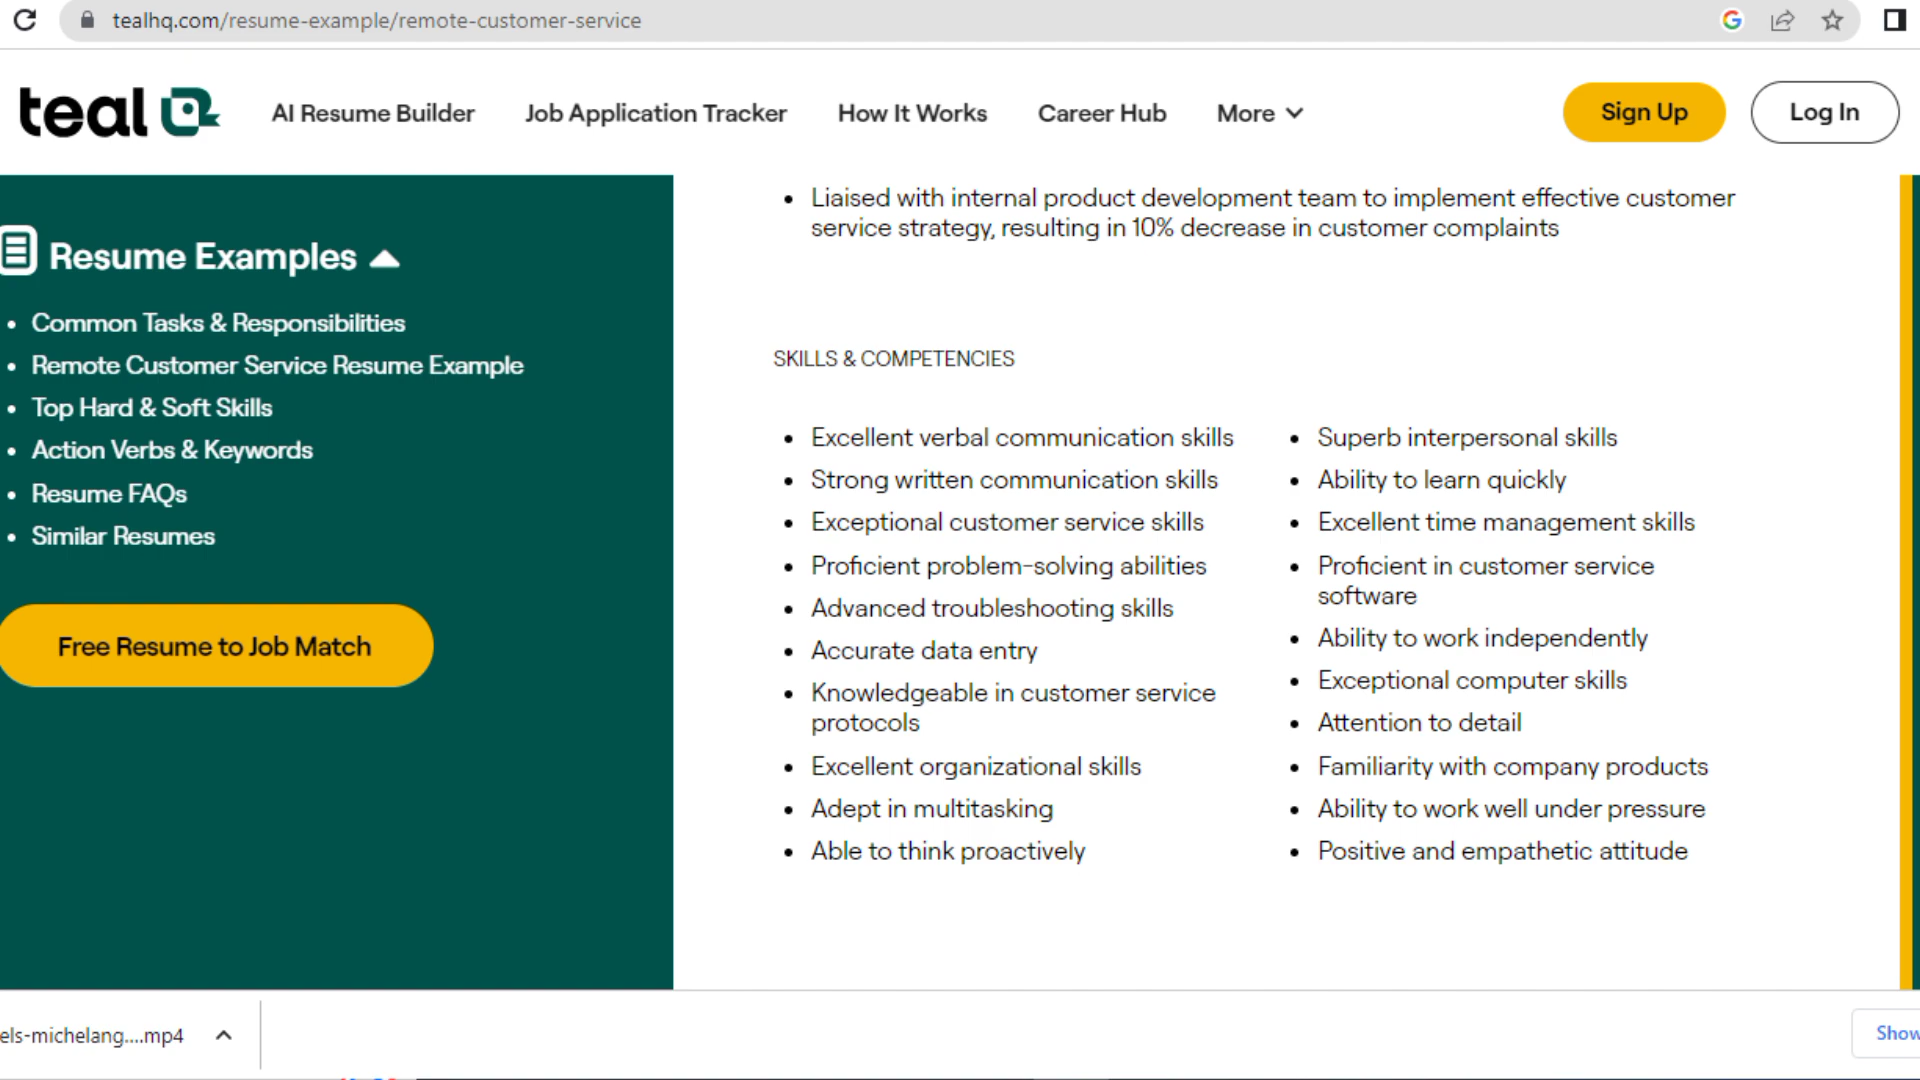 tealhq.com/resume-example/remote-customer-service
teal
AI Resume Builder
Job Application Tracker
How It Works
Career Hub
More
Sign Up
Log In
Resume Examples
Common Tasks & Responsibilities
Remote Customer Service Resume Example
Top Hard & Soft Skills
Action Verbs & Keywords
Resume FAQs
Similar Resumes
Free Resume to Job Match
Liaised with internal product development team to implement effective customer
service strategy, resulting in 10% decrease in customer complaints
SKILLS & COMPETENCIES
Excellent verbal communication skills
Strong written communication skills
Exceptional customer service skills
Proficient problem-solving abilities
Advanced troubleshooting skills
Accurate data entry
Knowledgeable in customer service
protocols
Excellent organizational skills
Adept in multitasking
Able to think proactively
Superb interpersonal skills
Ability to learn quickly
Excellent time management skills
Proficient in customer service
software
Ability to work independently
Exceptional computer skills
Attention to detail
Familiarity with company products
Ability to work well under pressure
Positive and empathetic attitude
els-michelang....mp4
Show